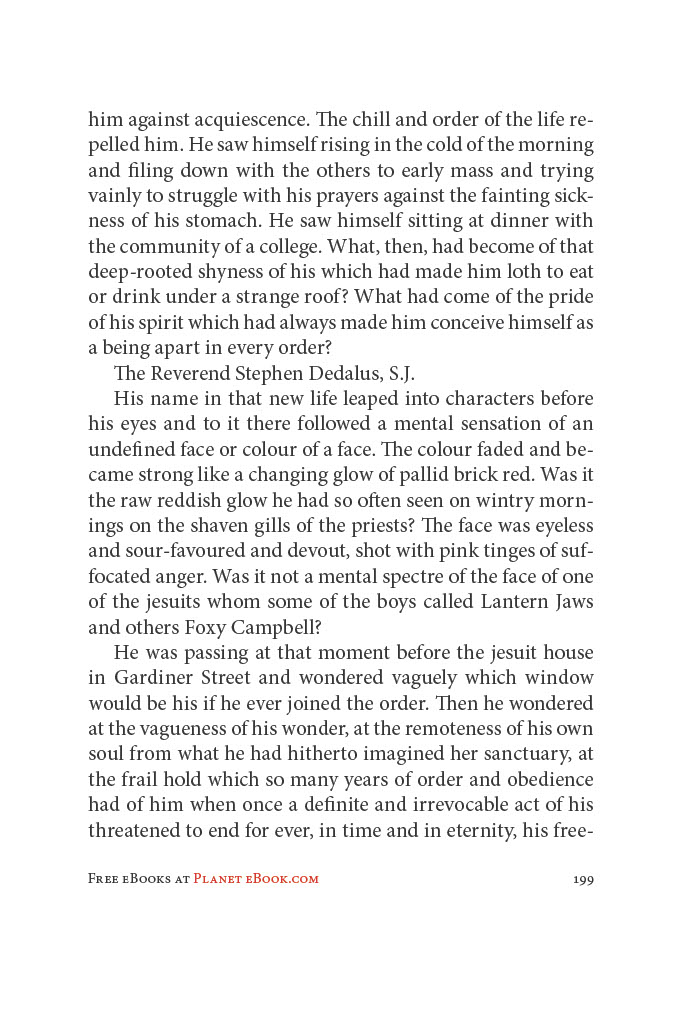 him against acquiescence. The chill and order of the life re-
pelled him. He saw himself rising in the cold of the morning
and filing down with the others to early mass and trying
vainly to struggle with his prayers against the fainting sick-
ness of his stomach. He saw himself sitting at dinner with
the community of a college. What, then, had become of that
deep-rooted shyness of his which had made him loth to eat
or drink under a strange roof? What had come of the pride
of his spirit which had always made him conceive himself as
a being apart in every order?
The Reverend Stephen Dedalus, S.J.
His name in that new life leaped into characters before
his eyes and to it there followed a mental sensation of an
undefined face or colour of a face. The colour faded and be-
came strong like a changing glow of pallid brick red. Was it
the raw reddish glow he had so often seen on wintry morn-
ings on the shaven gills of the priests? The face was eyeless
and sour-favoured and devout, shot with pink tinges of suf-
focated anger. Was it not a mental spectre of the face of one
of the jesuits whom some of the boys called Lantern Jaws
and others Foxy Campbell?
He was passing at that moment before the jesuit house
in Gardiner Street and wondered vaguely which window
would be his if he ever joined the order. Then he wondered
at the vagueness of his wonder, at the remoteness of his own
soul from what he had hitherto imagined her sanctuary, at
the frail hold which so many years of order and obedience
had of him when once a definite and irrevocable act of his
threatened to end for ever, in time and in eternity, his free-
Free eBooks at Planet eBook.com 199